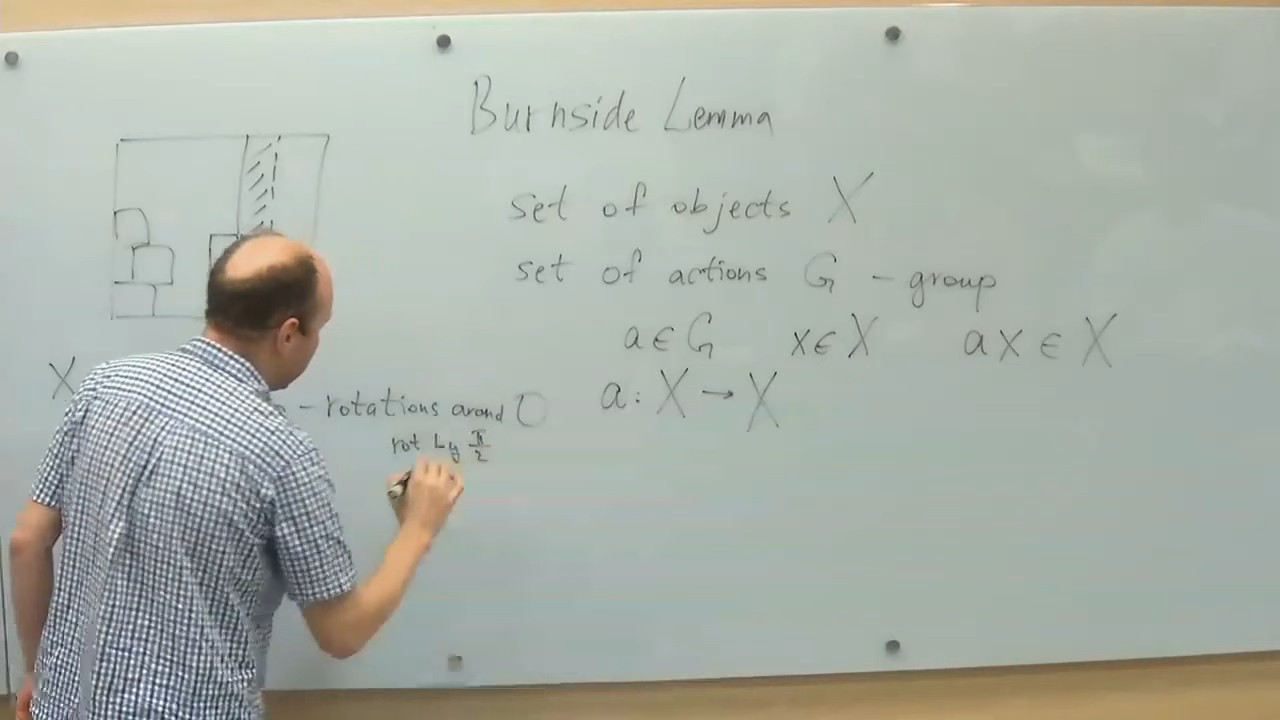 Burnside Lemma
set of objects X
set of actions G - group
a ∈ G x ∈ X ax ∈ X
a : X → X
X
- rotations around O
rot by π/2